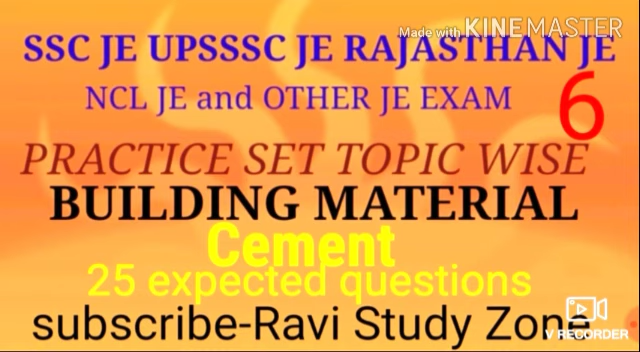 Made with KINEMASTER
SSC JE UPSSSC JE RAJASTHAN JE
NCL JE and OTHER JE EXAM
6
PRACTICE SET TOPIC WISE
BUILDING MATERIAL
Cement
25 expected questions
subscribe-Ravi Study Zone
V RECORDER